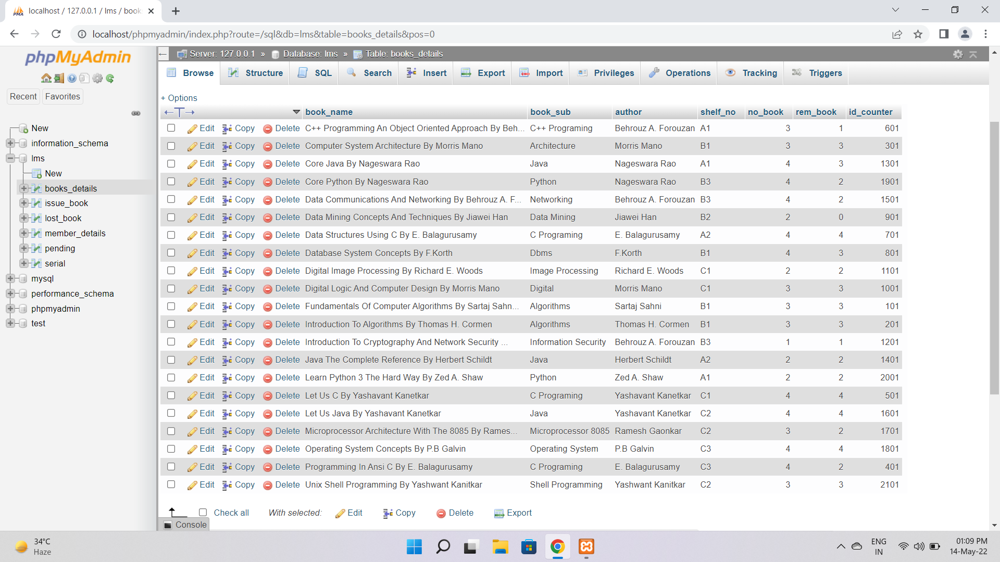 PMA localhost / 127.0.0.1 / lms / book
localhost/phpmyadmin/index.php?route=/sql&db=lms&table=books_details&pos=0
phpMyAdmin
Recent Favorites
New
information_schema
lms
New
books_details
issue_book
lost_book
member_details
pending
serial
mysql
performance_schema
phpmyadmin
test
Server: 127.0.0.1 » Database: lms » Table: books_details
Browse Structure SQL Search Insert Export Import Privileges Operations Tracking Triggers
+ Options
←T→ book_name book_sub author shelf_no no_book rem_book id_counter
Edit Copy Delete C++ Programming An Object Oriented Approach By Beh... C++ Programing Behrouz A. Forouzan A1 3 1 601
Edit Copy Delete Computer System Architecture By Morris Mano Architecture Morris Mano B1 3 3 301
Edit Copy Delete Core Java By Nageswara Rao Java Nageswara Rao A1 4 3 1301
Edit Copy Delete Core Python By Nageswara Rao Python Nageswara Rao B3 4 2 1901
Edit Copy Delete Data Communications And Networking By Behrouz A. F... Networking Behrouz A. Forouzan B3 4 2 1501
Edit Copy Delete Data Mining Concepts And Techniques By Jiawei Han Data Mining Jiawei Han B2 2 0 901
Edit Copy Delete Data Structures Using C By E. Balagurusamy C Programing E. Balagurusamy A2 4 4 701
Edit Copy Delete Database System Concepts By F.Korth Dbms F.Korth B1 4 3 801
Edit Copy Delete Digital Image Processing By Richard E. Woods Image Processing Richard E. Woods C1 2 2 1101
Edit Copy Delete Digital Logic And Computer Design By Morris Mano Digital Morris Mano C1 3 3 1001
Edit Copy Delete Fundamentals Of Computer Algorithms By Sartaj Sahn... Algorithms Sartaj Sahni B1 3 3 101
Edit Copy Delete Introduction To Algorithms By Thomas H. Cormen Algorithms Thomas H. Cormen B1 3 3 201
Edit Copy Delete Introduction To Cryptography And Network Security ... Information Security Behrouz A. Forouzan B3 1 1 1201
Edit Copy Delete Java The Complete Reference By Herbert Schildt Java Herbert Schildt A2 2 2 1401
Edit Copy Delete Learn Python 3 The Hard Way By Zed A. Shaw Python Zed A. Shaw A1 2 2 2001
Edit Copy Delete Let Us C By Yashavant Kanetkar C Programing Yashavant Kanetkar C1 4 4 501
Edit Copy Delete Let Us Java By Yashavant Kanetkar Java Yashavant Kanetkar C2 4 4 1601
Edit Copy Delete Microprocessor Architecture With The 8085 By Rames... Microprocessor 8085 Ramesh Gaonkar C2 3 2 1701
Edit Copy Delete Operating System Concepts By P.B Galvin Operating System P.B Galvin C3 4 4 1801
Edit Copy Delete Programming In Ansi C By E. Balagurusamy C Programing E. Balagurusamy C3 4 2 401
Edit Copy Delete Unix Shell Programming By Yashwant Kanitkar Shell Programming Yashwant Kanitkar C2 3 3 2101
Check all With selected: Edit Copy Delete Export
Console
34°C
Haze
ENG
IN
01:09 PM
14-May-22